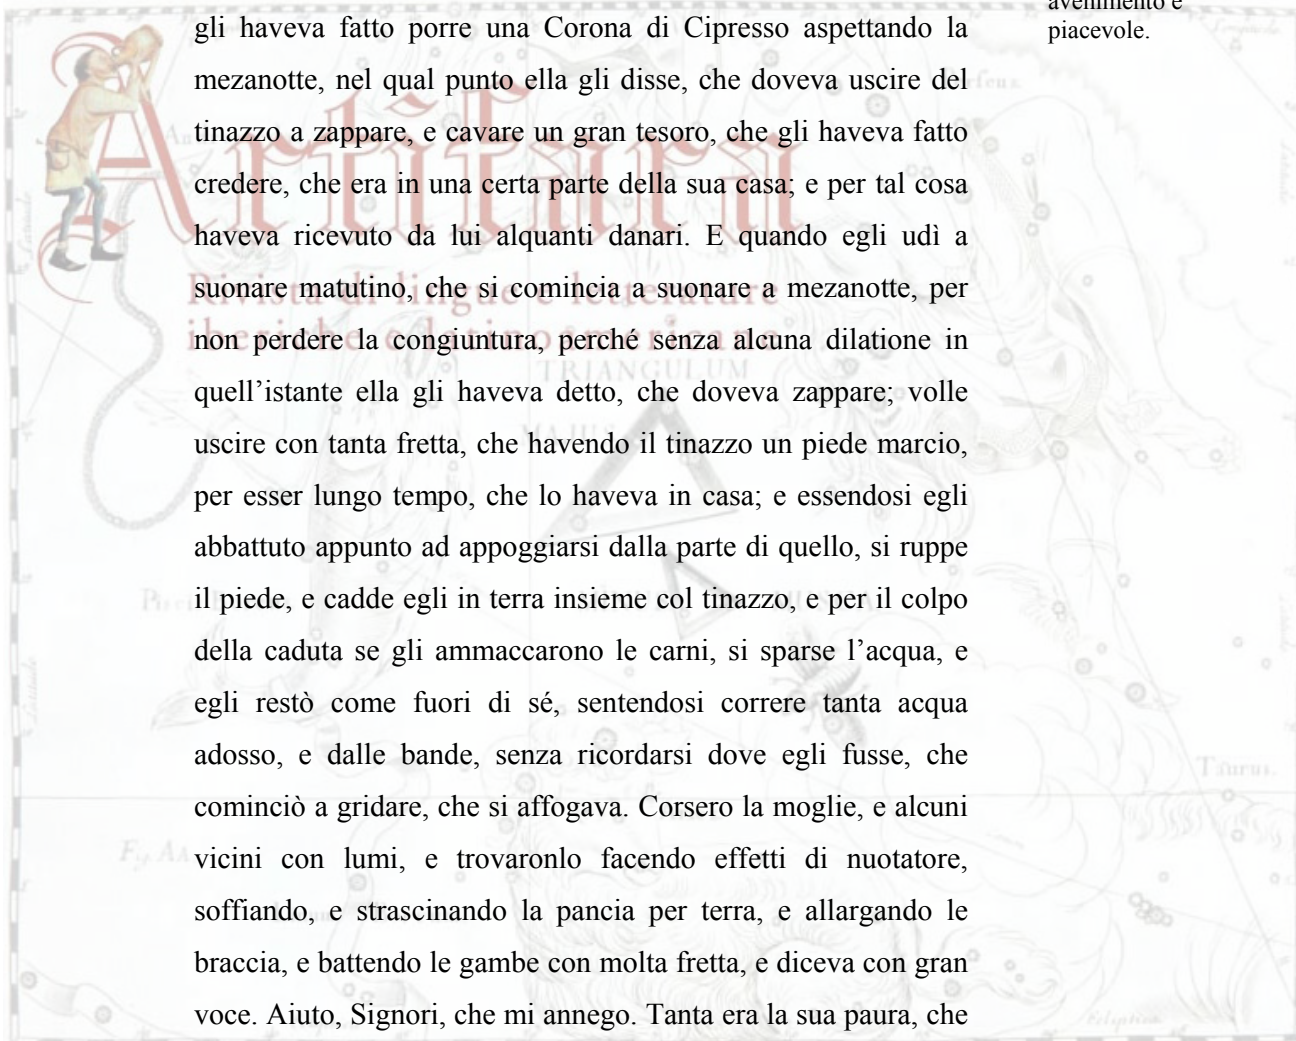 avenimento e
piacevole.
gli haveva fatto porre una Corona di Cipresso aspettando la
mezanotte, nel qual punto ella gli disse, che doveva uscire del
tinazzo a zappare, e cavare un gran tesoro, che gli haveva fatto
credere, che era in una certa parte della sua casa; e per tal cosa
haveva ricevuto da lui alquanti danari. E quando egli udì a
suonare matutino, che si comincia a suonare a mezanotte, per
non perdere la congiuntura, perché senza alcuna dilatione in
quell'istante ella gli haveva detto, che doveva zappare; volle
uscire con tanta fretta, che havendo il tinazzo un piede marcio,
per esser lungo tempo, che lo haveva in casa; e essendosi egli
abbattuto appunto ad appoggiarsi dalla parte di quello, si ruppe
il piede, e cadde egli in terra insieme col tinazzo, e per il colpo
della caduta se gli ammaccarono le carni, si sparse l'acqua, e
egli restò come fuori di sé, sentendosi correre tanta acqua
adosso, e dalle bande, senza ricordarsi dove egli fusse, che
cominciò a gridare, che si affogava. Corsero la moglie, e alcuni
vicini con lumi, e trovaronlo facendo effetti di nuotatore,
soffiando, e strascinando la pancia per terra, e allargando le
braccia, e battendo le gambe con molta fretta, e diceva con gran
voce. Aiuto, Signori, che mi annego. Tanta era la sua paura, che
Artifara
Rivista di lingue e letterature
iberiche e latinoamericane
TRIANGULUM
Taurus.